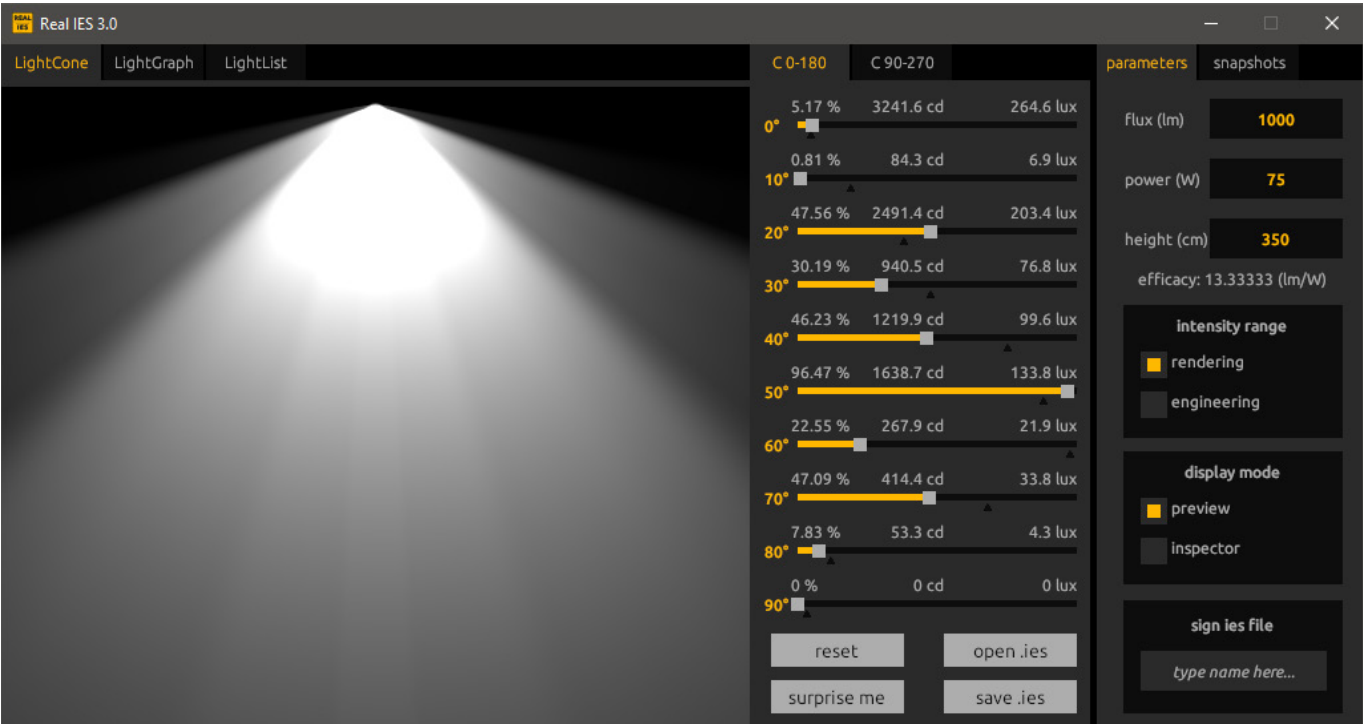 REAL IES Real IES 3.0
LightCone LightGraph LightList
C 0-180 C 90-270
parameters snapshots
5.17 % 3241.6 cd 264.6 lux
0°
0.81 % 84.3 cd 6.9 lux
10°
47.56 % 2491.4 cd 203.4 lux
20°
30.19 % 940.5 cd 76.8 lux
30°
46.23 % 1219.9 cd 99.6 lux
40°
96.47 % 1638.7 cd 133.8 lux
50°
22.55 % 267.9 cd 21.9 lux
60°
47.09 % 414.4 cd 33.8 lux
70°
7.83 % 53.3 cd 4.3 lux
80°
0 % 0 cd 0 lux
90°
reset open .ies
surprise me save .ies
flux (lm) 1000
power (W) 75
height (cm) 350
efficacy: 13.33333 (lm/W)
intensity range
rendering
engineering
display mode
preview
inspector
sign ies file
type name here...